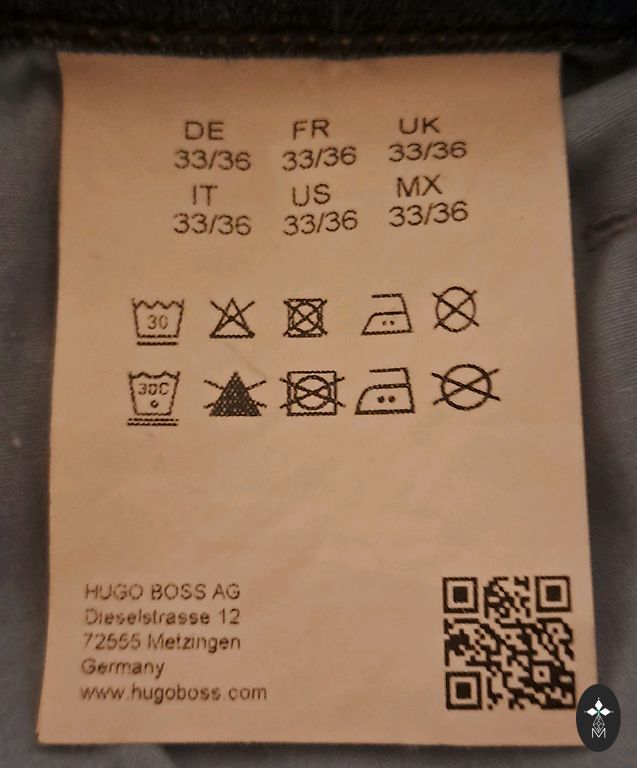 DE FR UK
33/36 33/36 33/36
IT US MX
33/36 33/36 33/36
30
30C
HUGO BOSS AG
Dieselstrasse 12
72555 Metzingen
Germany
www.hugoboss.com
M